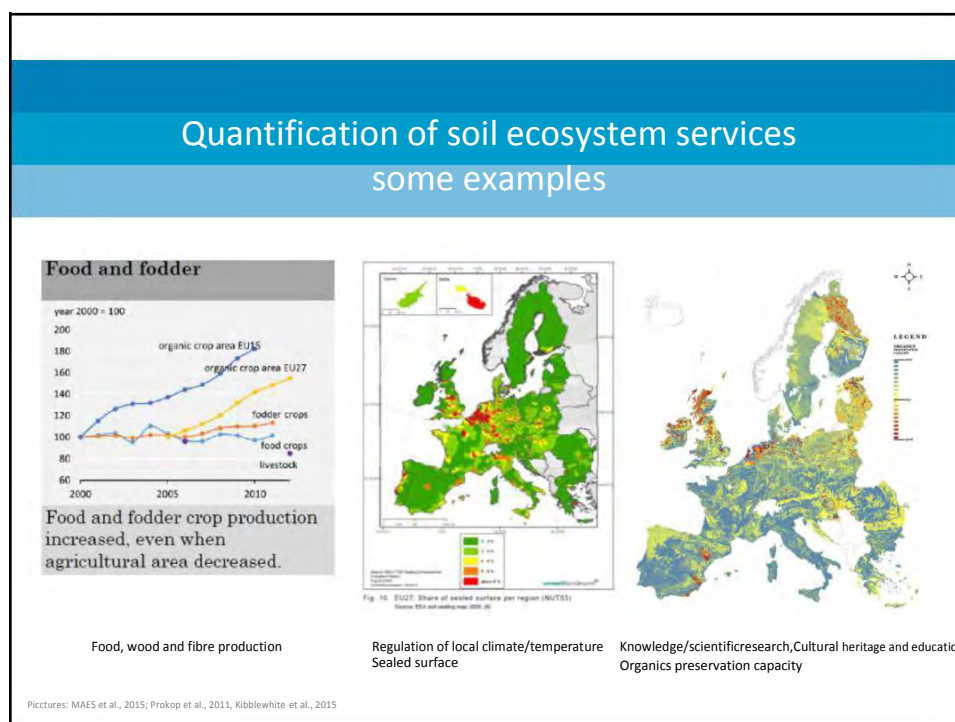 Quantification of soil ecosystem services
some examples
Food and fodder
year 2000 = 100
200
180
160
140
120
100
80
60
organic crop area EU15
organic crop area EU27
fodder crops
food crops
livestock
2000
2005
2010
Food and fodder crop production
increased, even when
agricultural area decreased.
Fig. 16 EU27: Share of sealed surface per region (NUTS3)
N
W
E
S
LEGEND
ORGANICS
PRESERVATION
CAPACITY
Food, wood and fibre production
Regulation of local climate/temperature
Sealed surface
Knowledge/scientificresearch,Cultural heritage and educatio
Organics preservation capacity
Picctures: MAES et al., 2015; Prokop et al., 2011, Kibblewhite et al., 2015